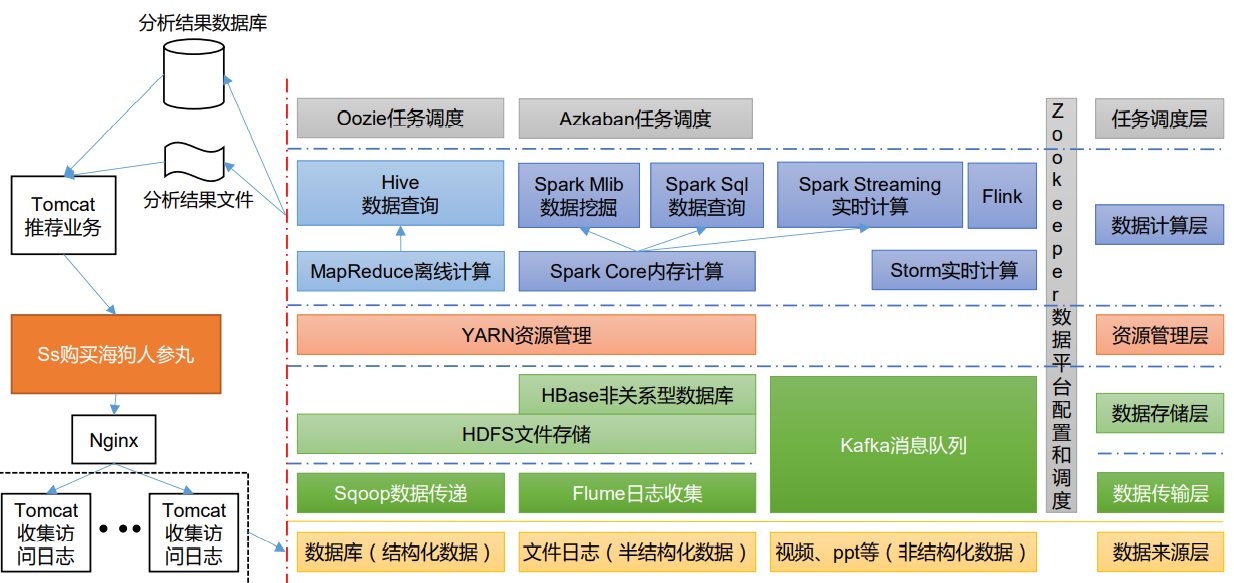 分析结果数据库
分析结果文件
Tomcat
推荐业务
Ss购买海狗人参丸
Nginx
Tomcat
收集访
问日志
Tomcat
收集访
问日志
Oozie任务调度
Azkaban任务调度
任务调度层
Hive
数据查询
Spark Mlib
数据挖掘
Spark Sql
数据查询
Spark Streaming
实时计算
Flink
数据计算层
MapReduce离线计算
Spark Core内存计算
Storm实时计算
YARN资源管理
资源管理层
HBase非关系型数据库
HDFS文件存储
Kafka消息队列
数据存储层
Sqoop数据传递
Flume日志收集
数据传输层
Zookeeper数据平台配置和调度
数据库（结构化数据）
文件日志（半结构化数据）
视频、ppt等（非结构化数据）
数据来源层